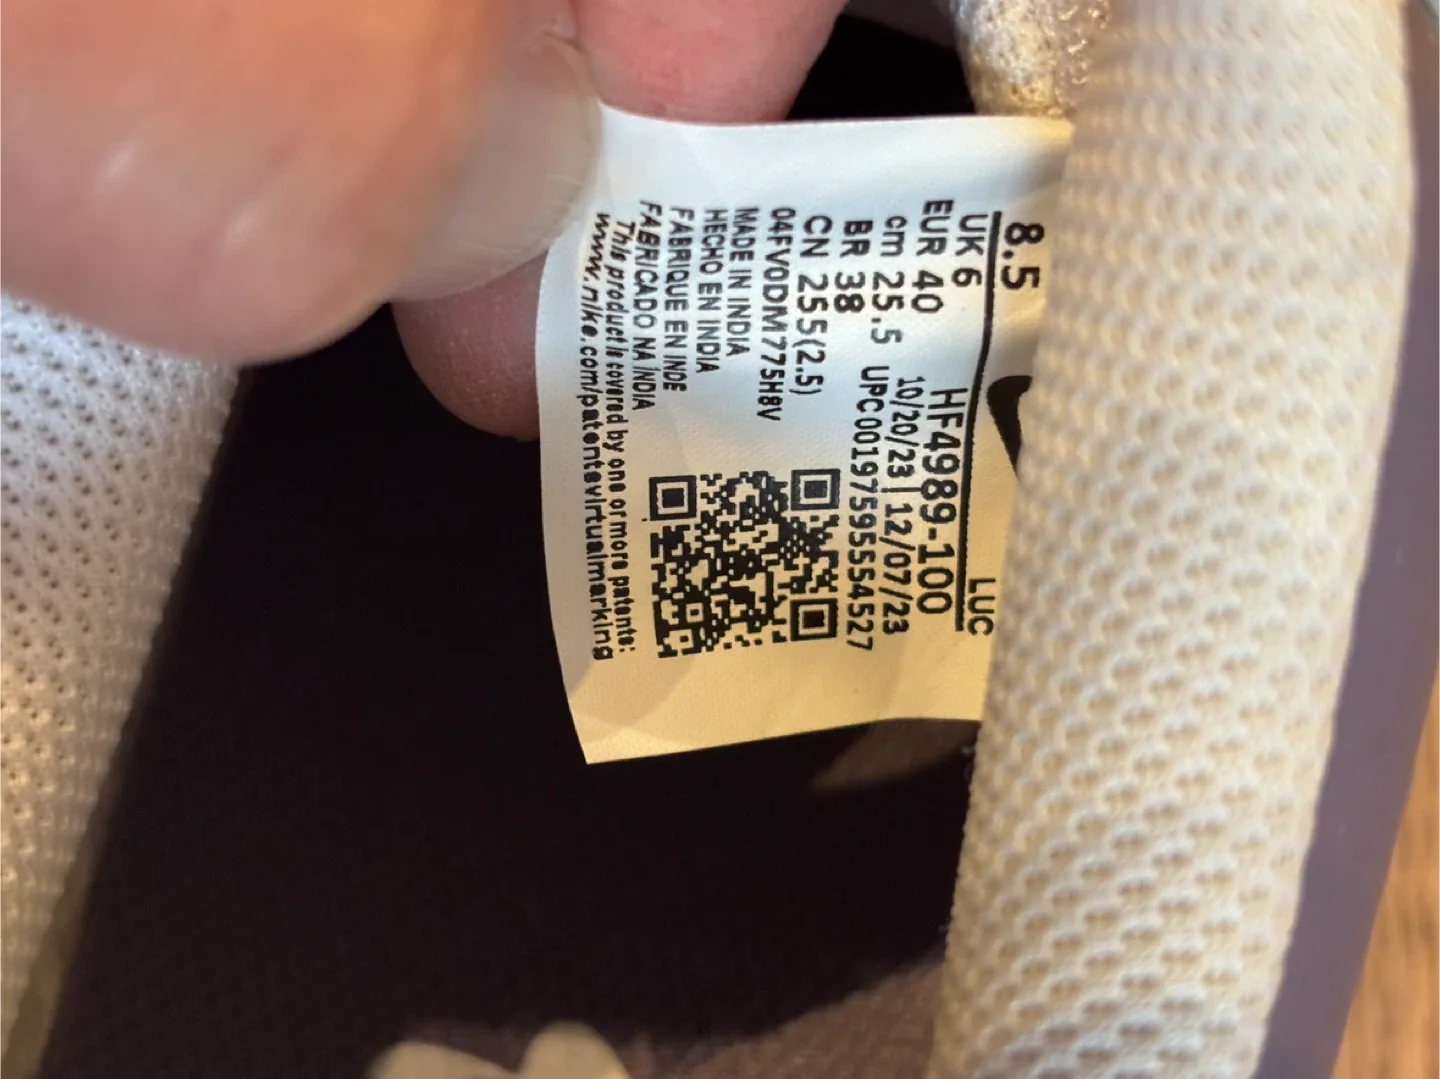 8.5
UK 6 LUC
EUR 40 HF4989-100
cm 25.5 10/20/23 | 12/07/23
BR 38 UPC00197595554527
CN 255(2.5)
04FV0DM775H8V
MADE IN INDIA
HECHO EN INDIA
FABRIQUE EN INDE
FABRICADO NA ÍNDIA
This product is covered by one or more patents:
www.nike.com/patentsvirtualmarking